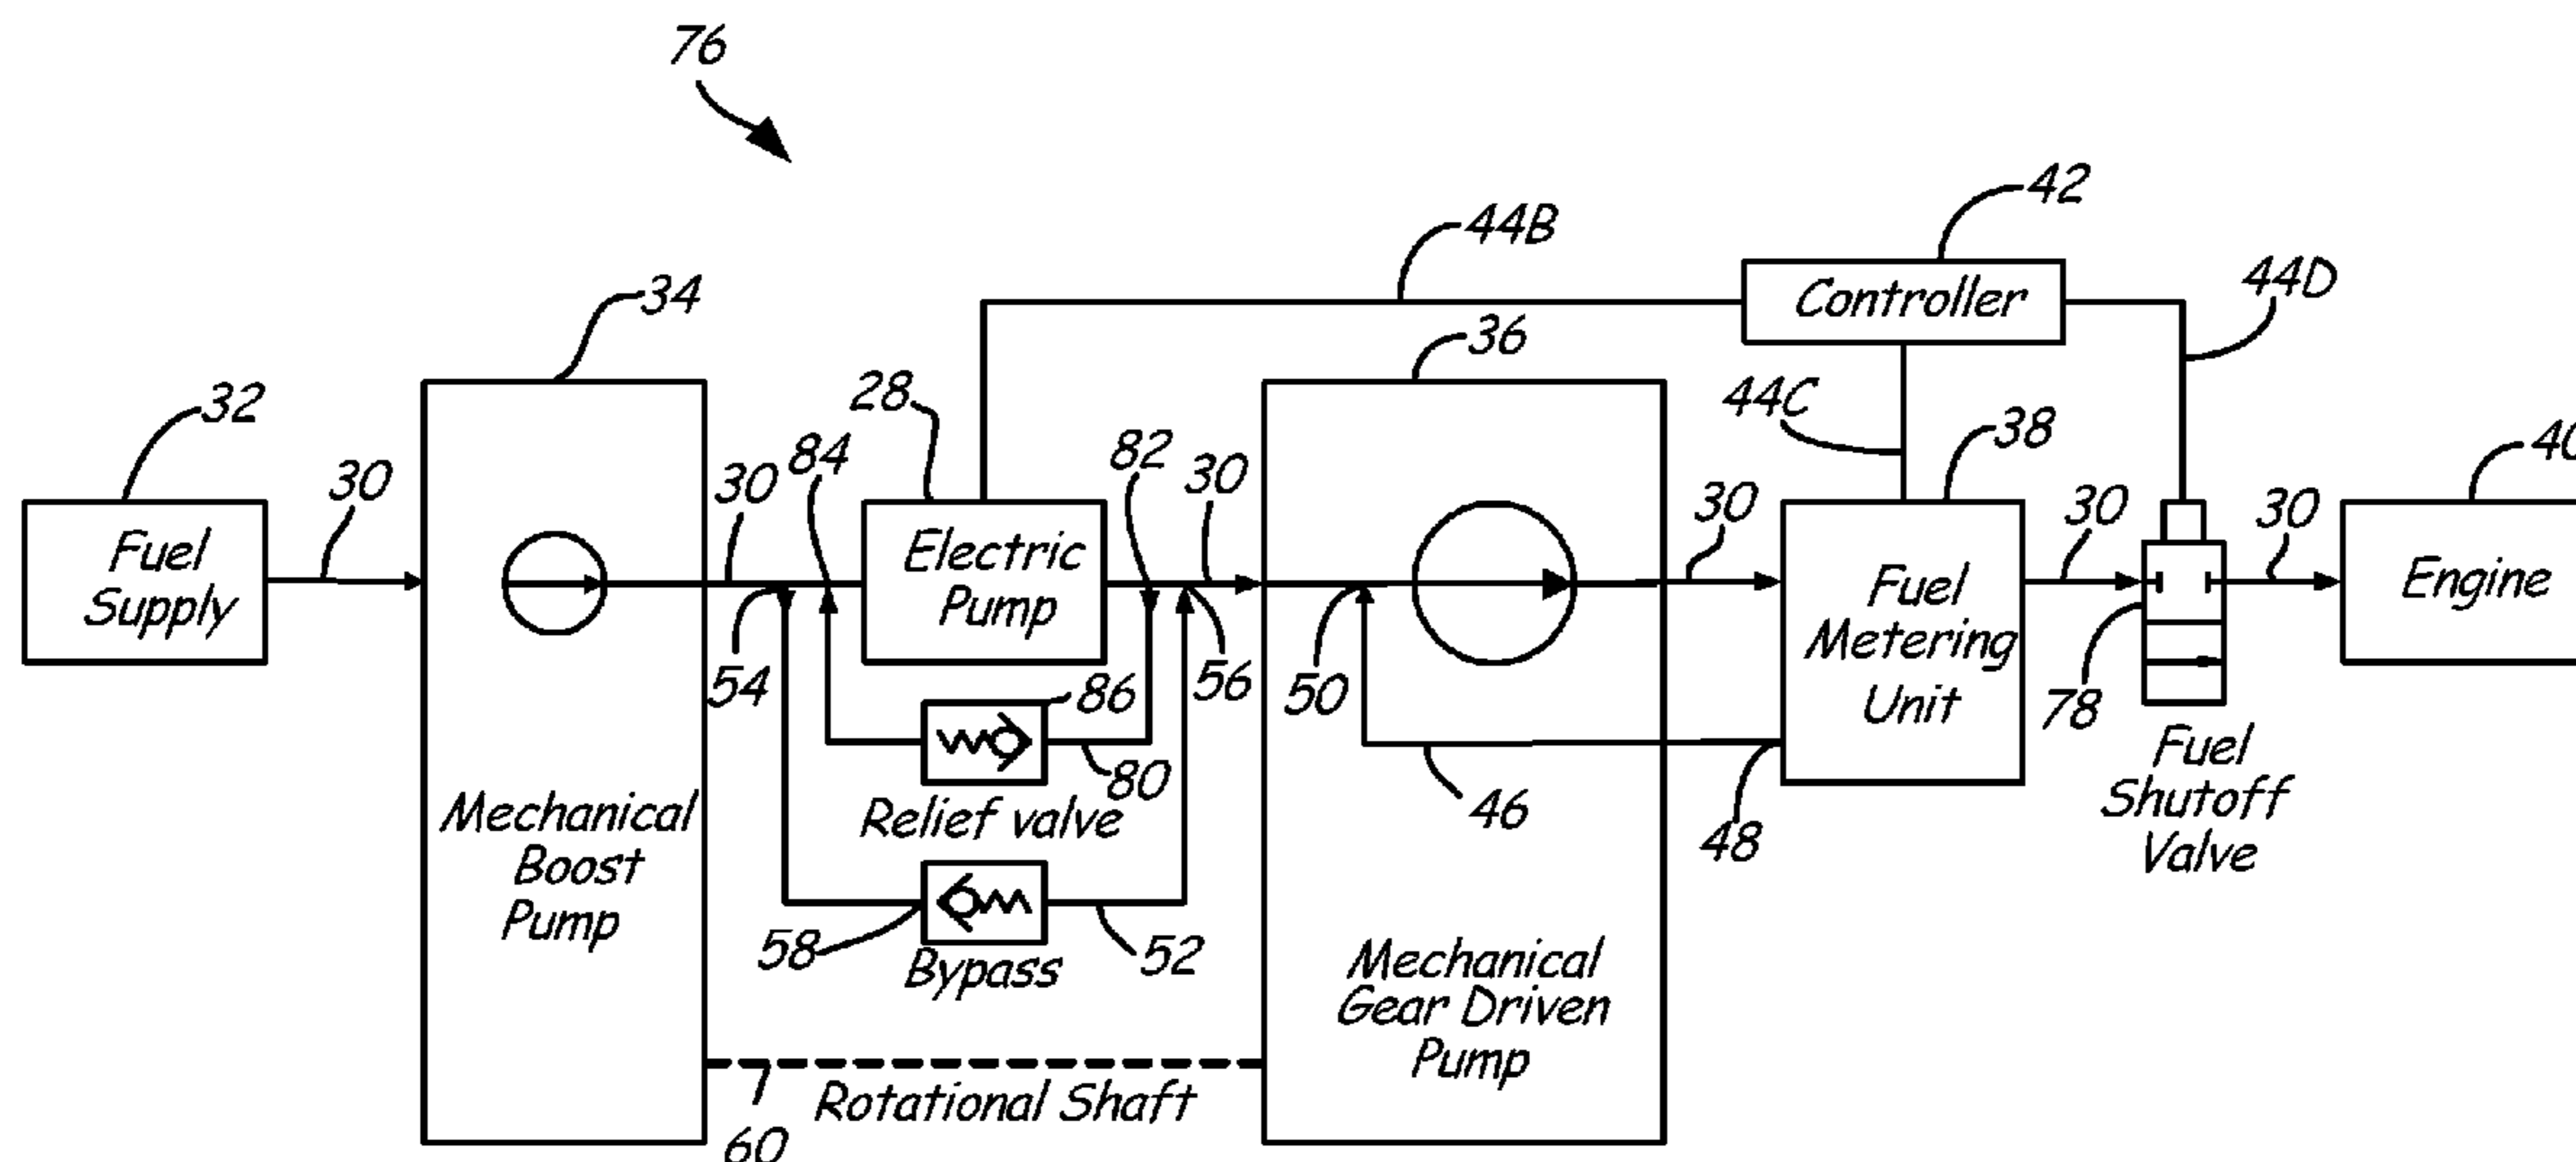 76
42
44B
44D
34
Controller
36
32
28
44C
38
84
82
30
30
30
30
30
30
Fuel
Supply
Electric
Pump
Fuel
Metering
Unit
Engine
54
86
56
50
78
80
Relief valve
46
48
Fuel
Shutoff
Valve
Mechanical
Boost
Pump
58
Bypass
52
Mechanical
Gear Driven
Pump
Rotational Shaft
60